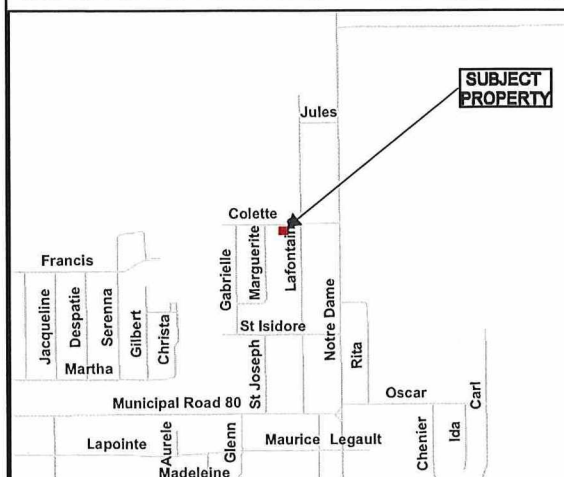 SUBJECT
PROPERTY
Jules
Colette
Gabrielle
Marguerite
Lafontain
Francis
Jacqueline
Despatie
Serenna
Gilbert
Christa
St Isidore
Notre Dame
Rita
Martha
St Joseph
Municipal Road 80
Oscar
Carl
Lapointe
Aurele
Glenn
Maurice
Legault
Chenier
Ida
Madeleine